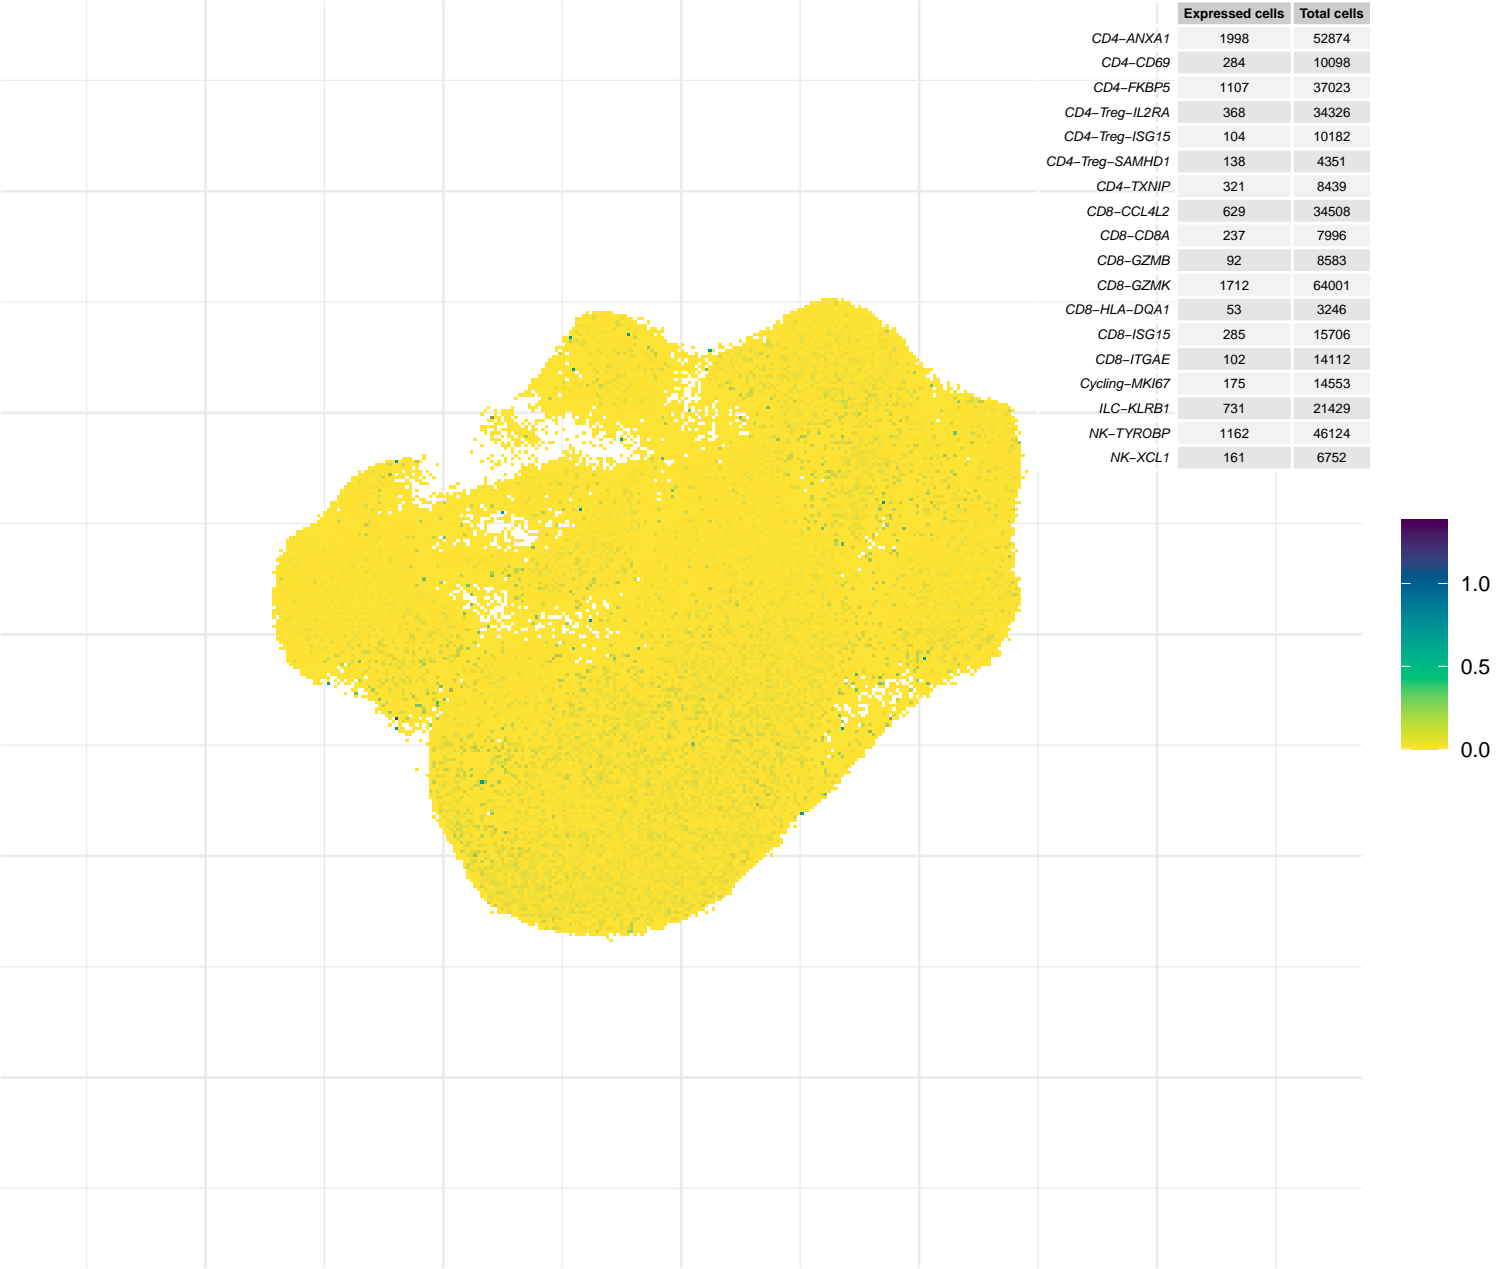 Expressed cells Total cells
CD4−ANXA1 1998 52874
CD4−CD69 284 10098
CD4−FKBP5 1107 37023
CD4−Treg−IL2RA 368 34326
CD4−Treg−ISG15 104 10182
CD4−Treg−SAMHD1 138 4351
CD4−TXNIP 321 8439
CD8−CCL4L2 629 34508
CD8−CD8A 237 7996
CD8−GZMB 92 8583
CD8−GZMK 1712 64001
CD8−HLA−DQA1 53 3246
CD8−ISG15 285 15706
CD8−ITGAE 102 14112
Cycling−MKI67 175 14553
ILC−KLRB1 731 21429
NK−TYROBP 1162 46124
NK−XCL1 161 6752
1.0
0.5
0.0